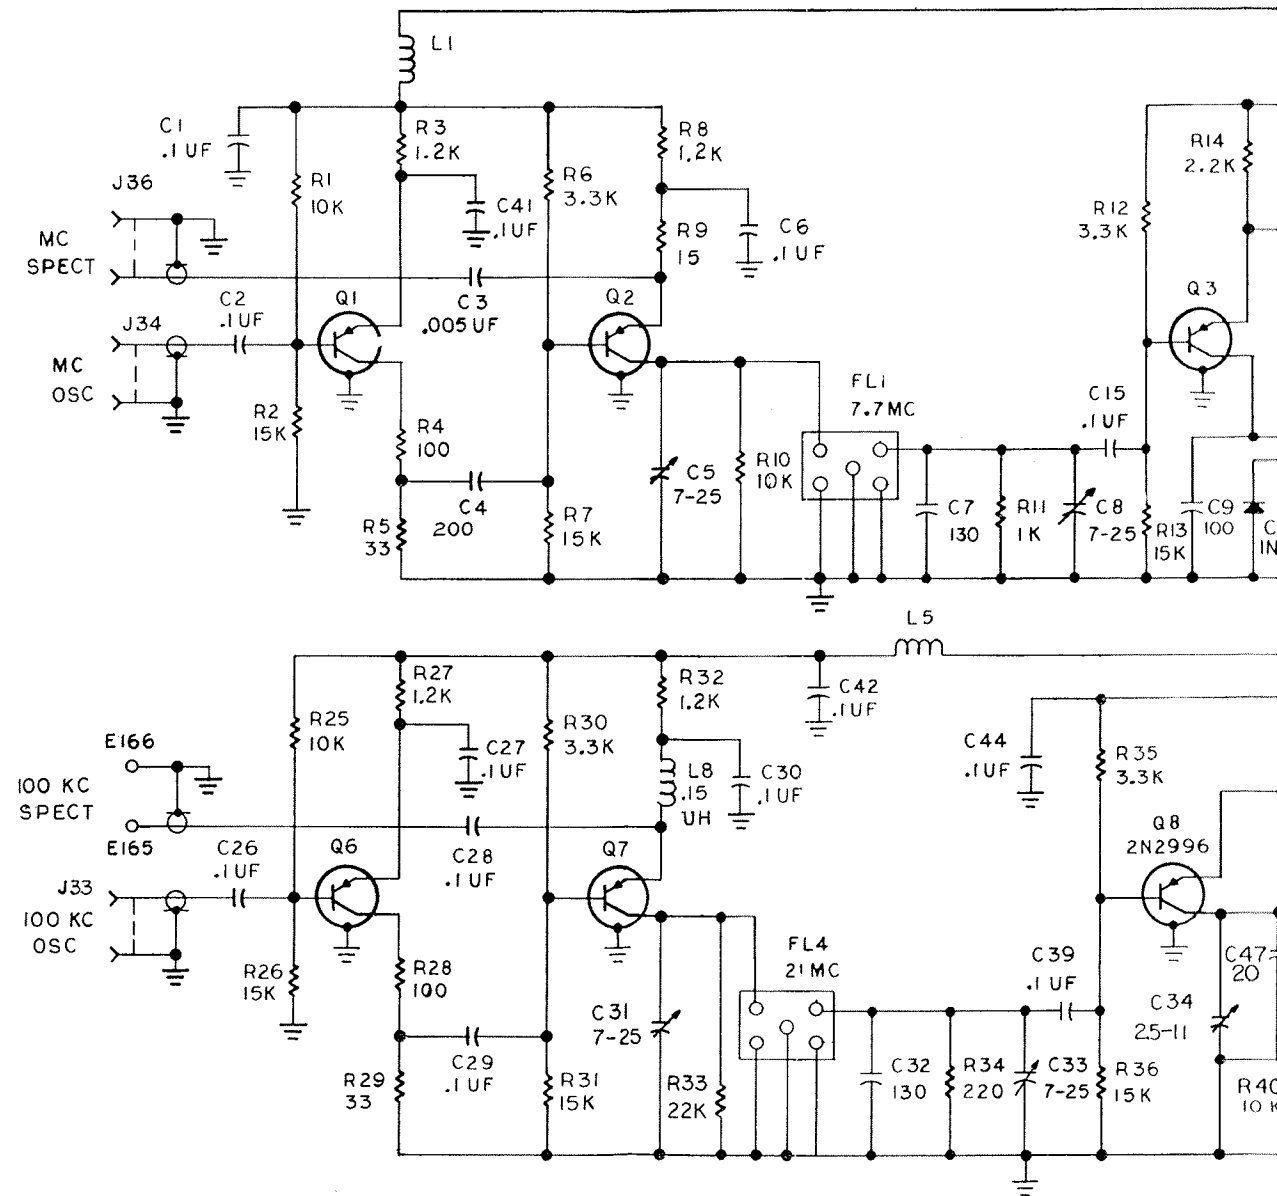 L1
C1
.1UF
R3
1.2K
R8
1.2K
R14
2.2K
J36
R1
10K
C41
.1UF
R6
3.3K
R9
15
C6
.1UF
R12
3.3K
MC
SPECT
C2
.1UF
Q1
C3
.005UF
Q2
Q3
J34
MC
OSC
FL1
7.7MC
C15
.1UF
R2
15K
R4
100
C5
7-25
R10
10K
C4
200
R5
33
R7
15K
C7
130
R11
1K
C8
7-25
R13
15K
C9
100
C
1N
L5
R27
1.2K
R32
1.2K
C42
.1UF
R25
10K
C27
.1UF
R30
3.3K
C44
.1UF
R35
3.3K
E166
100 KC
SPECT
L8
.15
UH
C30
.1UF
E165
C26
.1UF
Q6
C28
.1UF
Q7
Q8
2N2996
J33
100 KC
OSC
R26
15K
R28
100
FL4
21MC
C39
.1UF
C47
20
C31
7-25
C34
2.5-11
C29
.1UF
R29
33
R31
15K
R33
22K
C32
130
R34
220
C33
7-25
R36
15K
R40
10K